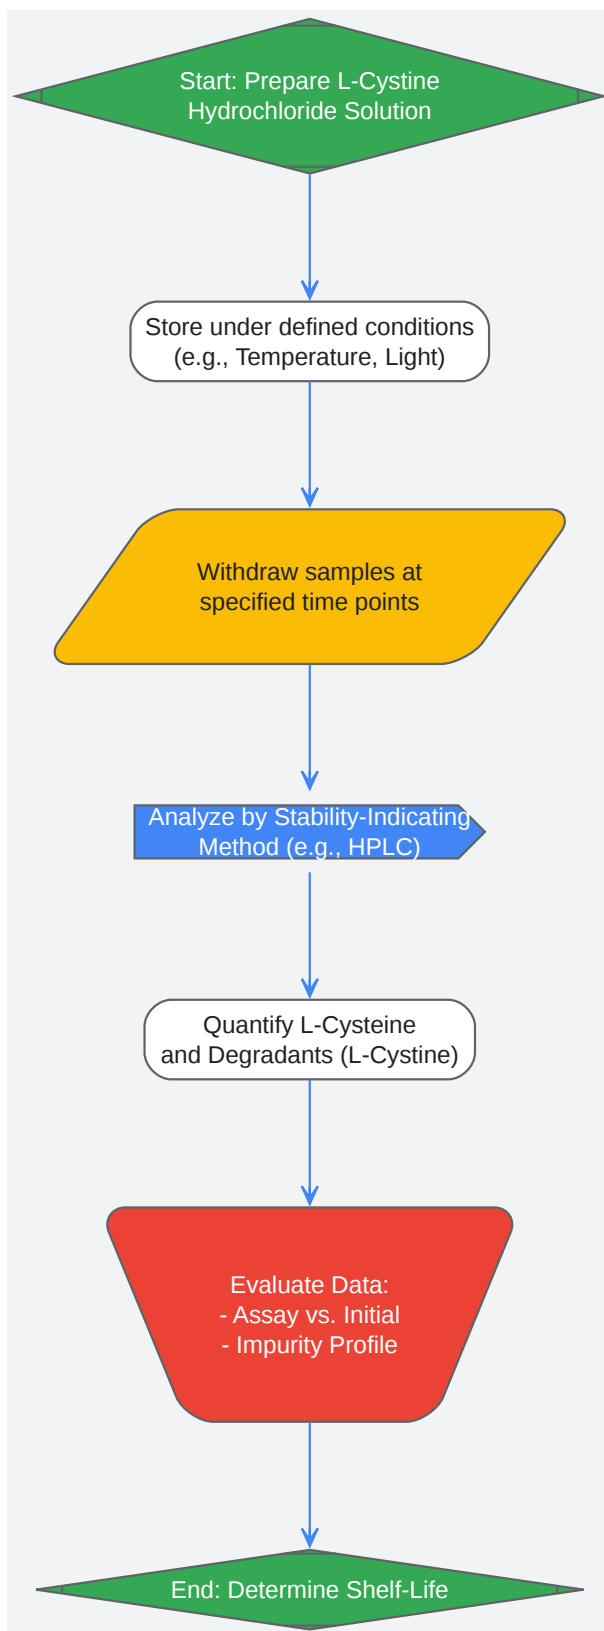 Start: Prepare L-Cystine
Hydrochloride Solution
Store under defined conditions
(e.g., Temperature, Light)
Withdraw samples at
specified time points
Analyze by Stability-Indicating
Method (e.g., HPLC)
Quantify L-Cysteine
and Degradants (L-Cystine)
Evaluate Data:
- Assay vs. Initial
- Impurity Profile
End: Determine Shelf-Life